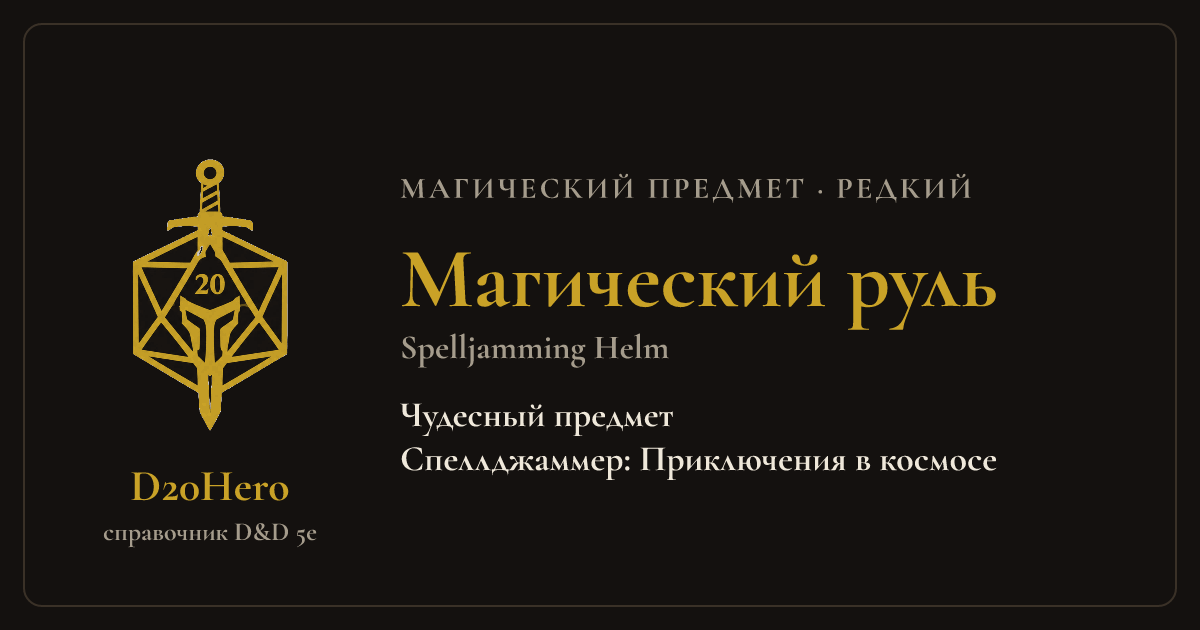 20
D20Hero
справочник D&D 5e
МАГИЧЕСКИЙ ПРЕДМЕТ · РЕДКИЙ
Магический руль
Spelljamming Helm
Чудесный предмет
Спеллджаммер: Приключения в космосе